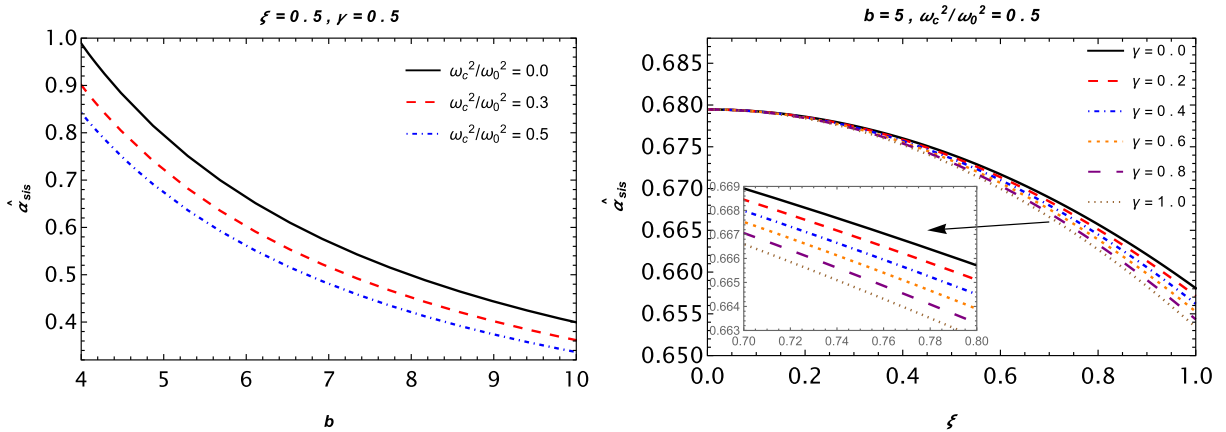 ξ = 0.5 , γ = 0.5
1.0
0.9
0.8
0.7
0.6
0.5
0.4
4
5
6
7
8
9
10
α̂sis
b
ωc²/ω0² = 0.0
ωc²/ω0² = 0.3
ωc²/ω0² = 0.5
b = 5 , ωc²/ω0² = 0.5
0.685
0.680
0.675
0.670
0.665
0.660
0.655
0.650
0.0
0.2
0.4
0.6
0.8
1.0
α̂sis
ξ
γ = 0.0
γ = 0.2
γ = 0.4
γ = 0.6
γ = 0.8
γ = 1.0
0.669
0.668
0.667
0.666
0.665
0.664
0.663
0.70
0.72
0.74
0.76
0.78
0.80